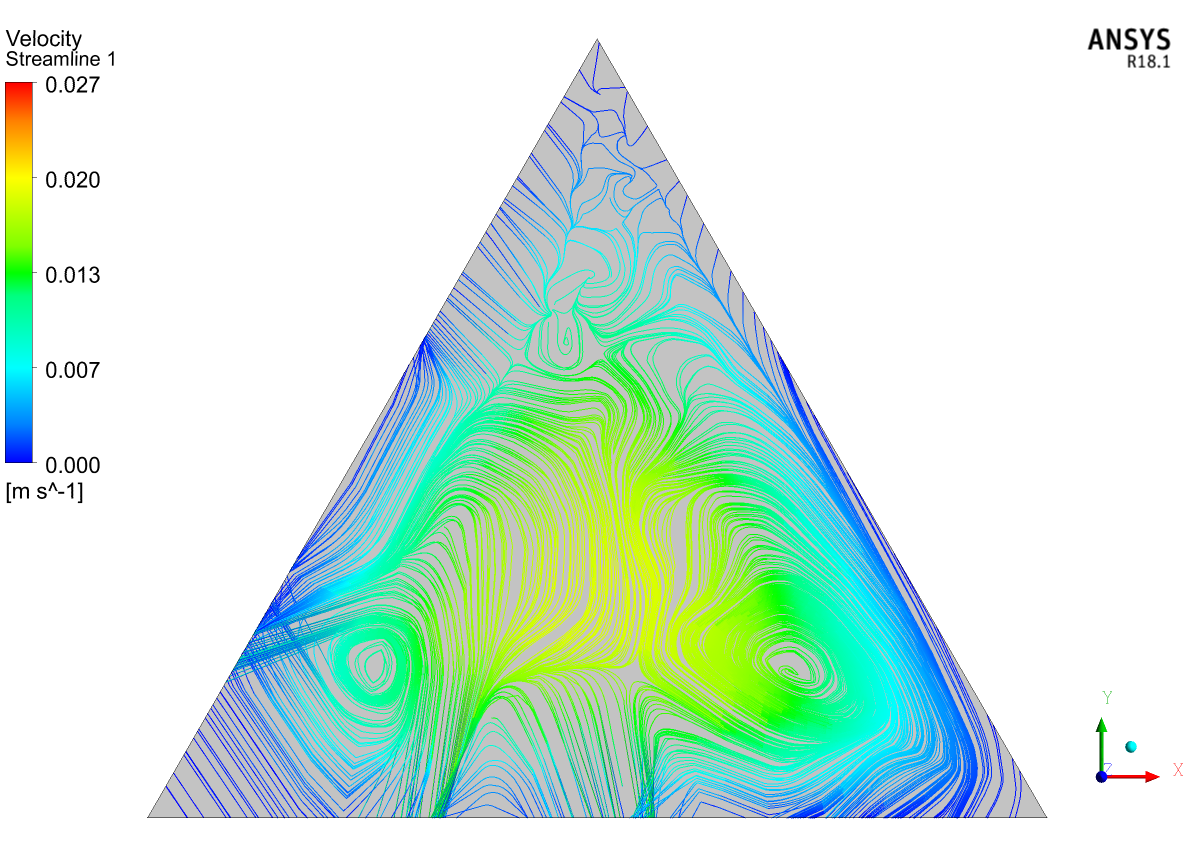 Velocity
Streamline 1
0.027
0.020
0.013
0.007
0.000
[m s^-1]
ANSYS
R18.1
Y
Z
X